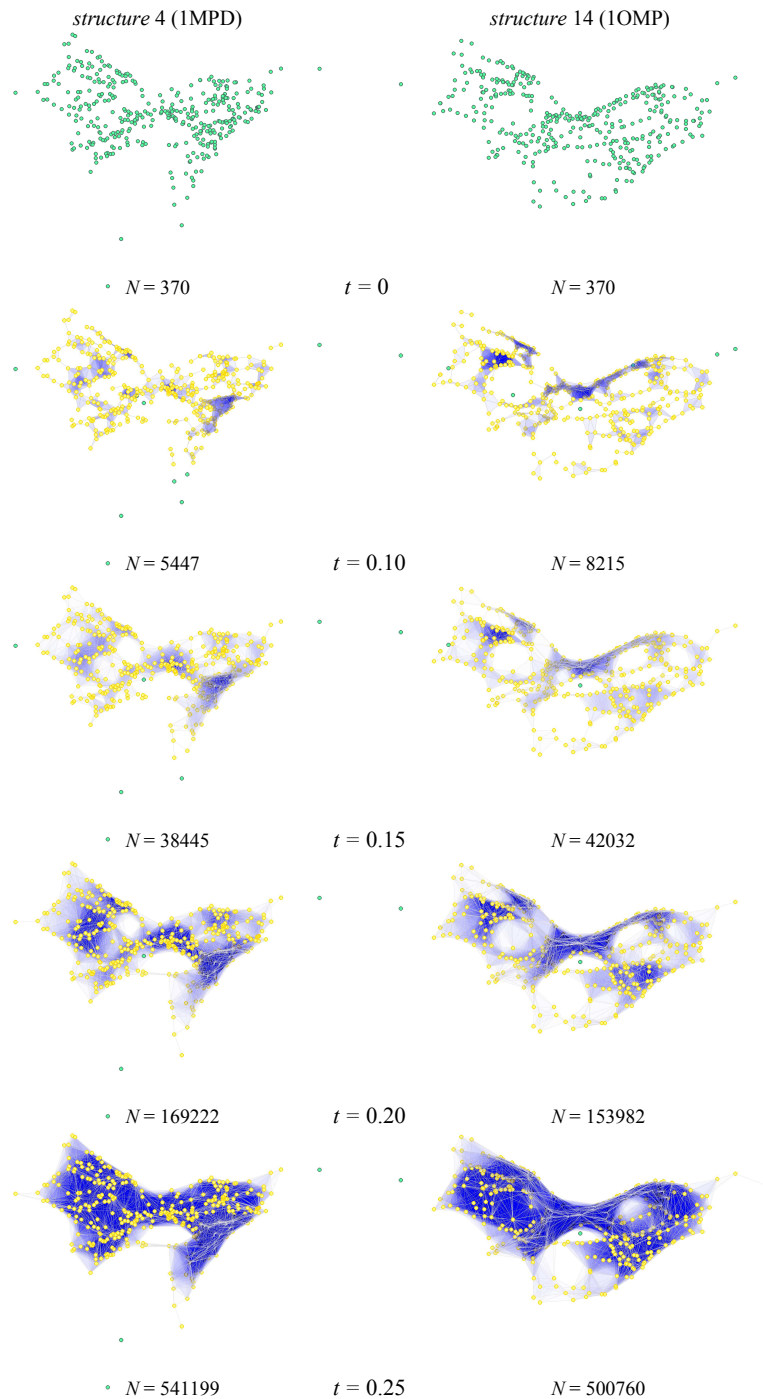 structure 4 (1MPD) structure 14 (1OMP)
N = 370 t = 0 N = 370
N = 5447 t = 0.10 N = 8215
N = 38445 t = 0.15 N = 42032
N = 169222 t = 0.20 N = 153982
N = 541199 t = 0.25 N = 500760